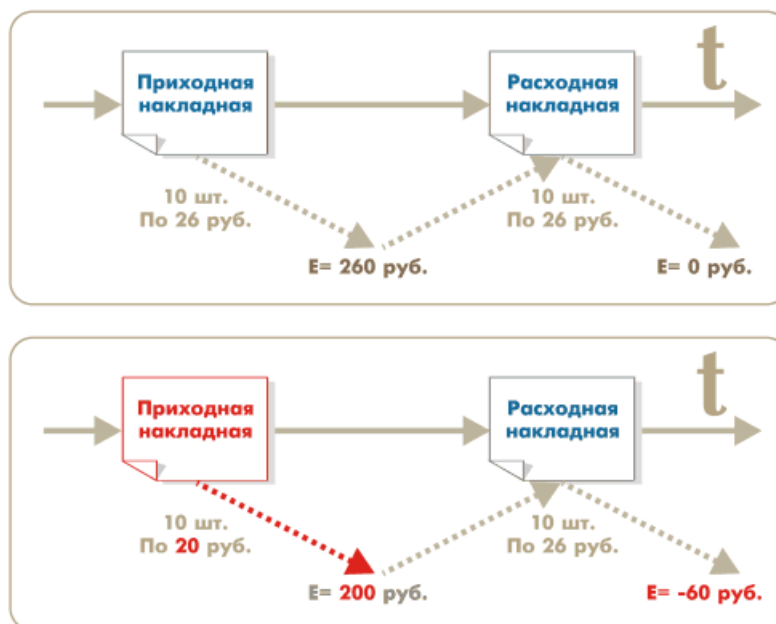 t
Приходная
накладная
Расходная
накладная
10 шт.
По 26 руб.
10 шт.
По 26 руб.
E= 260 руб.
E= 0 руб.
t
Приходная
накладная
Расходная
накладная
10 шт.
По 20 руб.
10 шт.
По 26 руб.
E= 200 руб.
E= -60 руб.